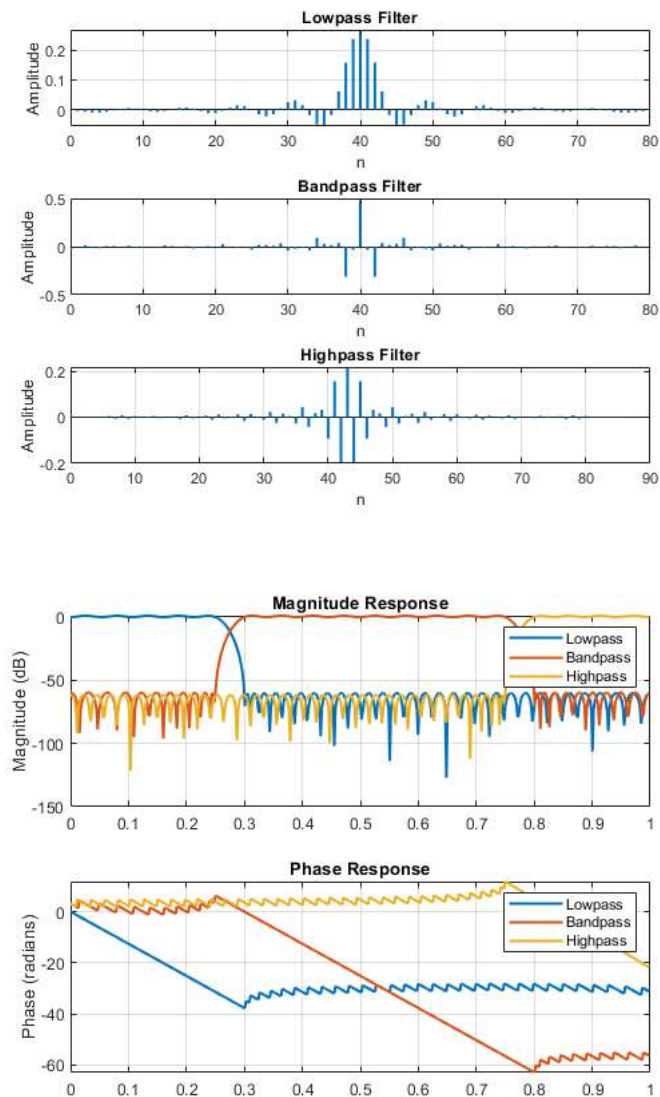 Lowpass Filter
0.2
0.1
0
Amplitude
0 10 20 30 40 50 60 70 80
n
Bandpass Filter
0.5
0
-0.5
Amplitude
0 10 20 30 40 50 60 70 80
n
Highpass Filter
0.2
0
-0.2
Amplitude
0 10 20 30 40 50 60 70 80 90
n
Magnitude Response
0
-50
-100
-150
Magnitude (dB)
Lowpass
Bandpass
Highpass
0 0.1 0.2 0.3 0.4 0.5 0.6 0.7 0.8 0.9 1
Phase Response
0
-20
-40
-60
Phase (radians)
Lowpass
Bandpass
Highpass
0 0.1 0.2 0.3 0.4 0.5 0.6 0.7 0.8 0.9 1